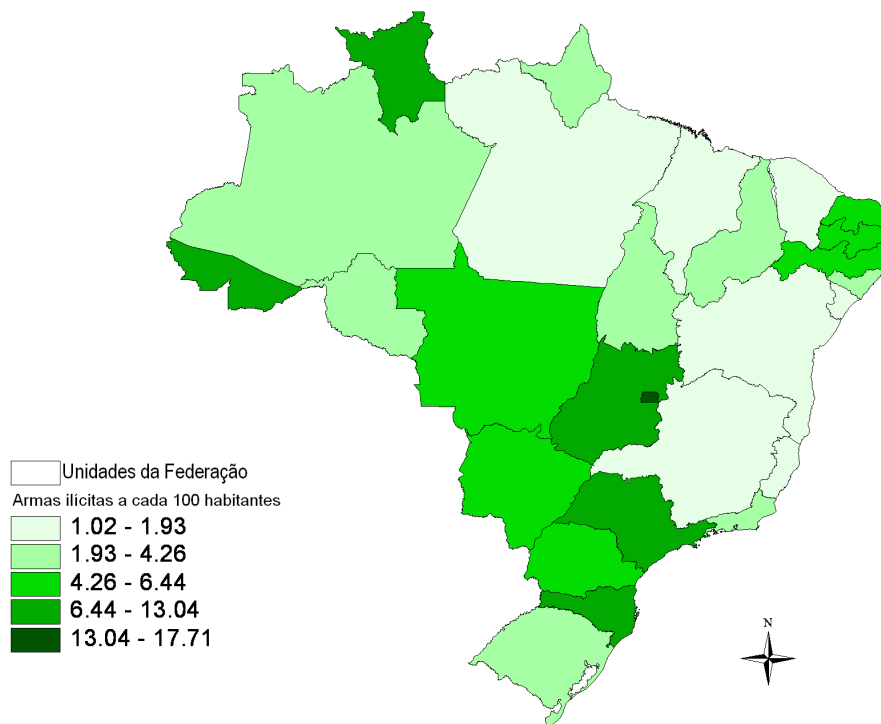 Unidades da Federação
Armas ilícitas a cada 100 habitantes
1.02 - 1.93
1.93 - 4.26
4.26 - 6.44
6.44 - 13.04
13.04 - 17.71
N